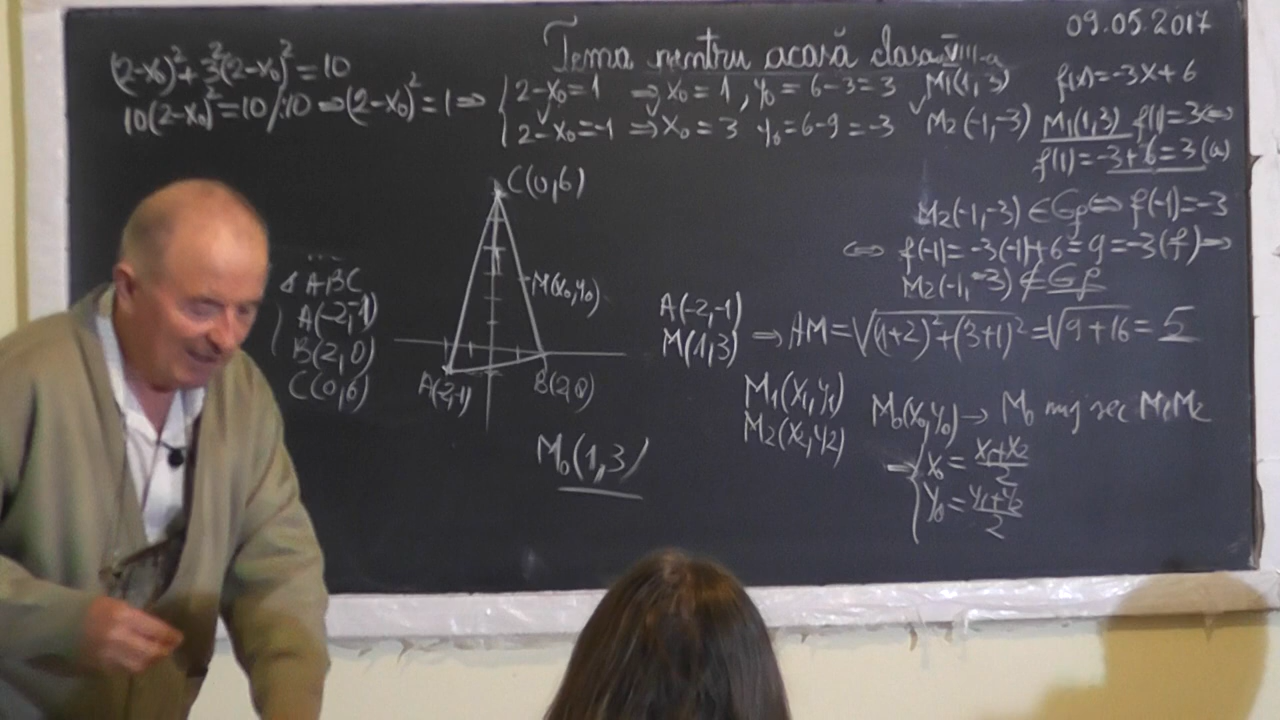 09.05.2017
Tema pentru acasă clasa VIII-a
(2-x₀)²+3²(2-x₀)²=10
10(2-x₀)²=10/:10 ⇒(2-x₀)²=1⇒ { 2-x₀=1 ⇒ x₀=1, y₀=6-3=3 M₁(1,3)
2-x₀=-1 ⇒ x₀=3 y₀=6-9=-3 M₂(-1,-3)
f(x)=-3x+6
M₁(1,3) f(1)=3⇔
f(1)=-3+6=3(a)
M₂(-1,-3)∈Gf⇔ f(-1)=-3
⇔ f(-1)=-3(-1)+6=9=-3(f)⇒
M₂(-1,-3)∉Gf
C(0,6)
M(x₀,y₀)
A(-2,-1)
B(2,0)
ABC
A(-2,-1)
B(2,0)
C(0,6)
A(-2,-1)
M(1,3) ⇒ AM=√(1+2)²+(3+1)²=√9+16=5
M₁(x₁,y₁)
M₂(x₂,y₂)
M₀(x₀,y₀)→ M₀ mij sec M₁M₂
⇒ { x₀=x₁+x₂/2
y₀=y₁+y₂/2
M₀(1,3)